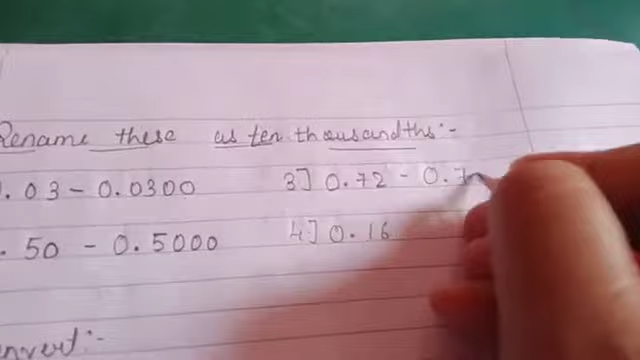 Rename these as ten thousandths:-
.03 - 0.0300 3] 0.72 - 0.7
. 50 - 0.5000 4] 0.16
nvert:-